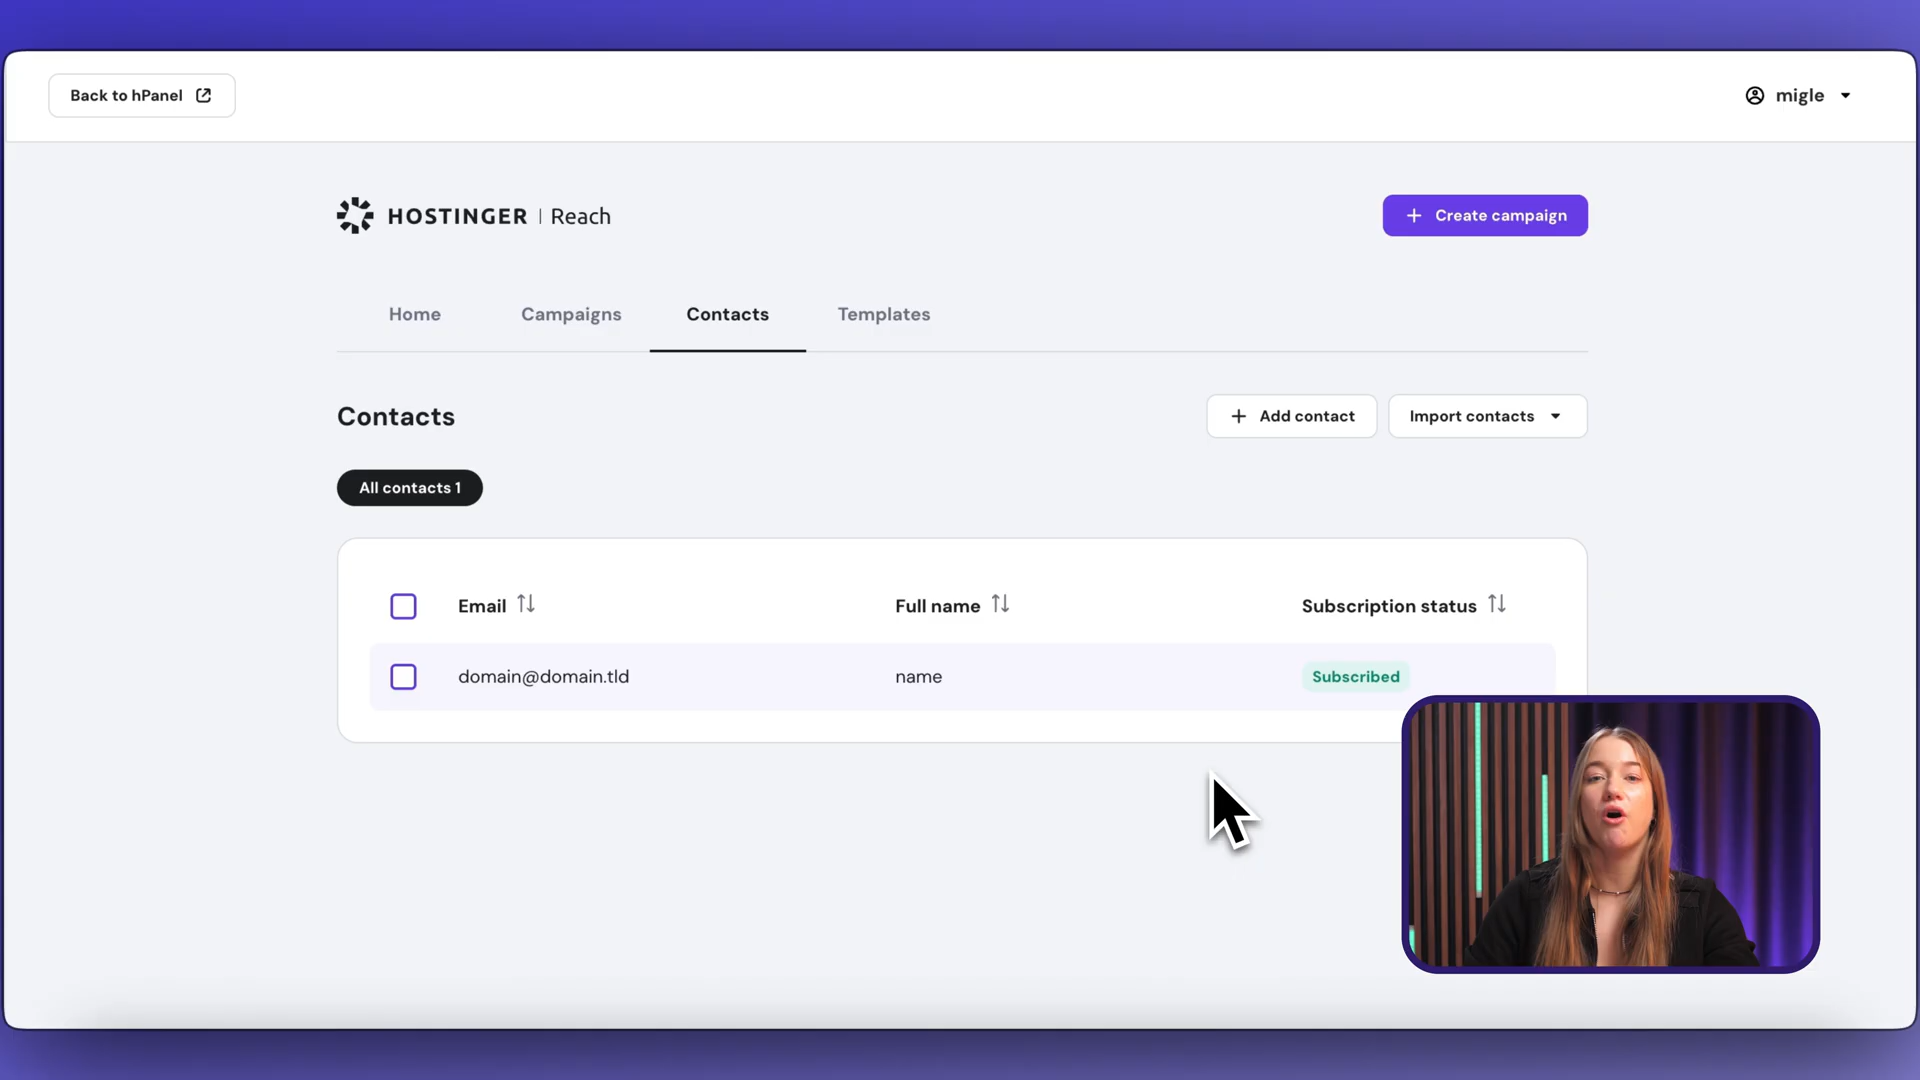 Back to hPanel
migle
HOSTINGER | Reach
Create campaign
Home Campaigns Contacts Templates
Contacts
Add contact
Import contacts
All contacts 1
Email Full name Subscription status
domain@domain.tld name Subscribed